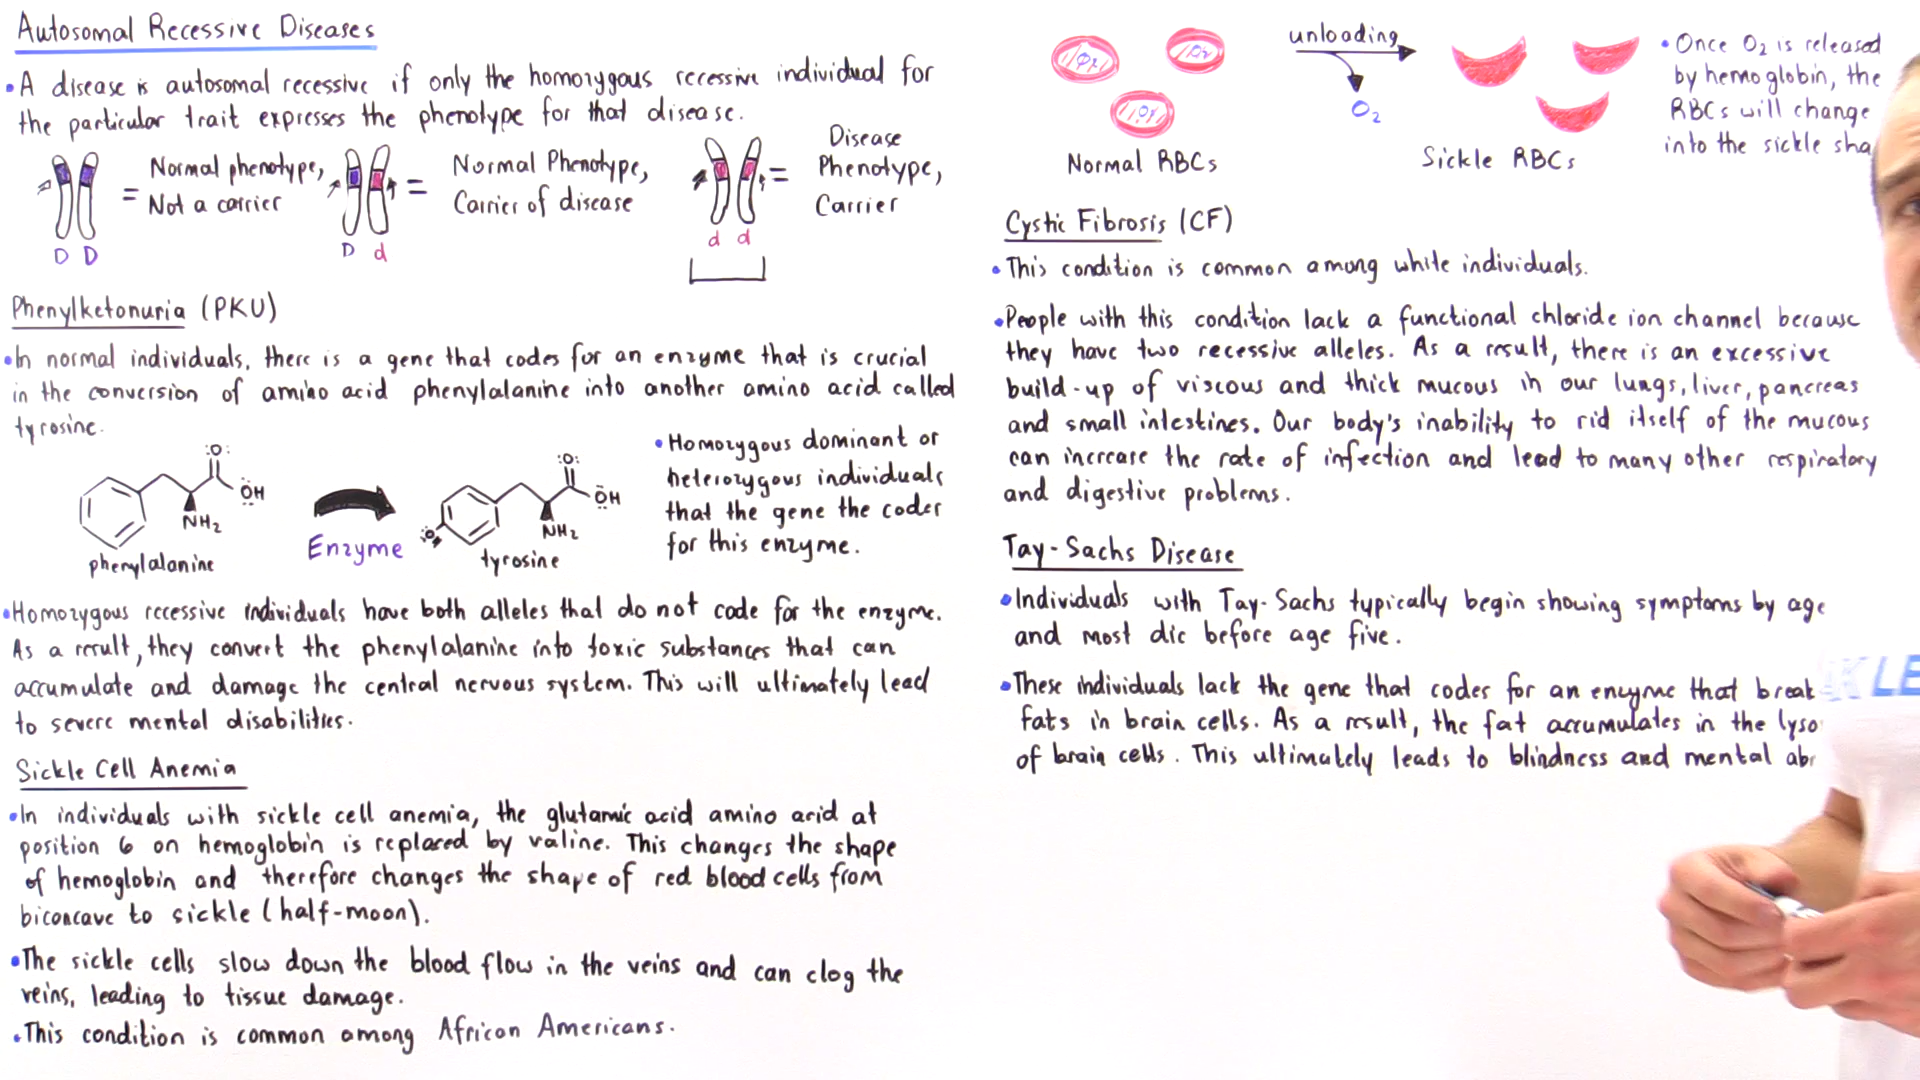 Autosomal Recessive Diseases
• A disease is autosomal recessive if only the homozygous recessive individual for
the particular trait expresses the phenotype for that disease.
= Normal phenotype,
Not a carrier
D D
= Normal Phenotype,
Carrier of disease
D d
= Disease
Phenotype,
Carrier
d d
Phenylketonuria (PKU)
• In normal individuals, there is a gene that codes for an enzyme that is crucial
in the conversion of amino acid phenylalanine into another amino acid called
tyrosine.
:O:
ÖH
NH2
phenylalanine
Enzyme
:O:
ÖH
NH2
tyrosine
• Homozygous dominant or
heterozygous individuals
that the gene the coder
for this enzyme.
• Homozygous recessive individuals have both alleles that do not code for the enzyme.
As a result, they convert the phenylalanine into toxic substances that can
accumulate and damage the central nervous system. This will ultimately lead
to severe mental disabilities.
Sickle Cell Anemia
• In individuals with sickle cell anemia, the glutamic acid amino acid at
position 6 on hemoglobin is replaced by valine. This changes the shape
of hemoglobin and therefore changes the shape of red blood cells from
biconcave to sickle (half-moon).
• The sickle cells slow down the blood flow in the veins and can clog the
veins, leading to tissue damage.
• This condition is common among African Americans.
O2 O2
O2
Normal RBCs
unloading
O2
Sickle RBCs
• Once O2 is released
by hemoglobin, the
RBCs will change
into the sickle sha
Cystic Fibrosis (CF)
• This condition is common among white individuals.
• People with this condition lack a functional chloride ion channel because
they have two recessive alleles. As a result, there is an excessive
build-up of viscous and thick mucous in our lungs, liver, pancreas
and small intestines. Our body's inability to rid itself of the mucous
can increase the rate of infection and lead to many other respiratory
and digestive problems.
Tay-Sachs Disease
• Individuals with Tay-Sachs typically begin showing symptoms by age
and most die before age five.
• These individuals lack the gene that codes for an enzyme that break
fats in brain cells. As a result, the fat accumulates in the lyso
of brain cells. This ultimately leads to blindness and mental abr
KLE